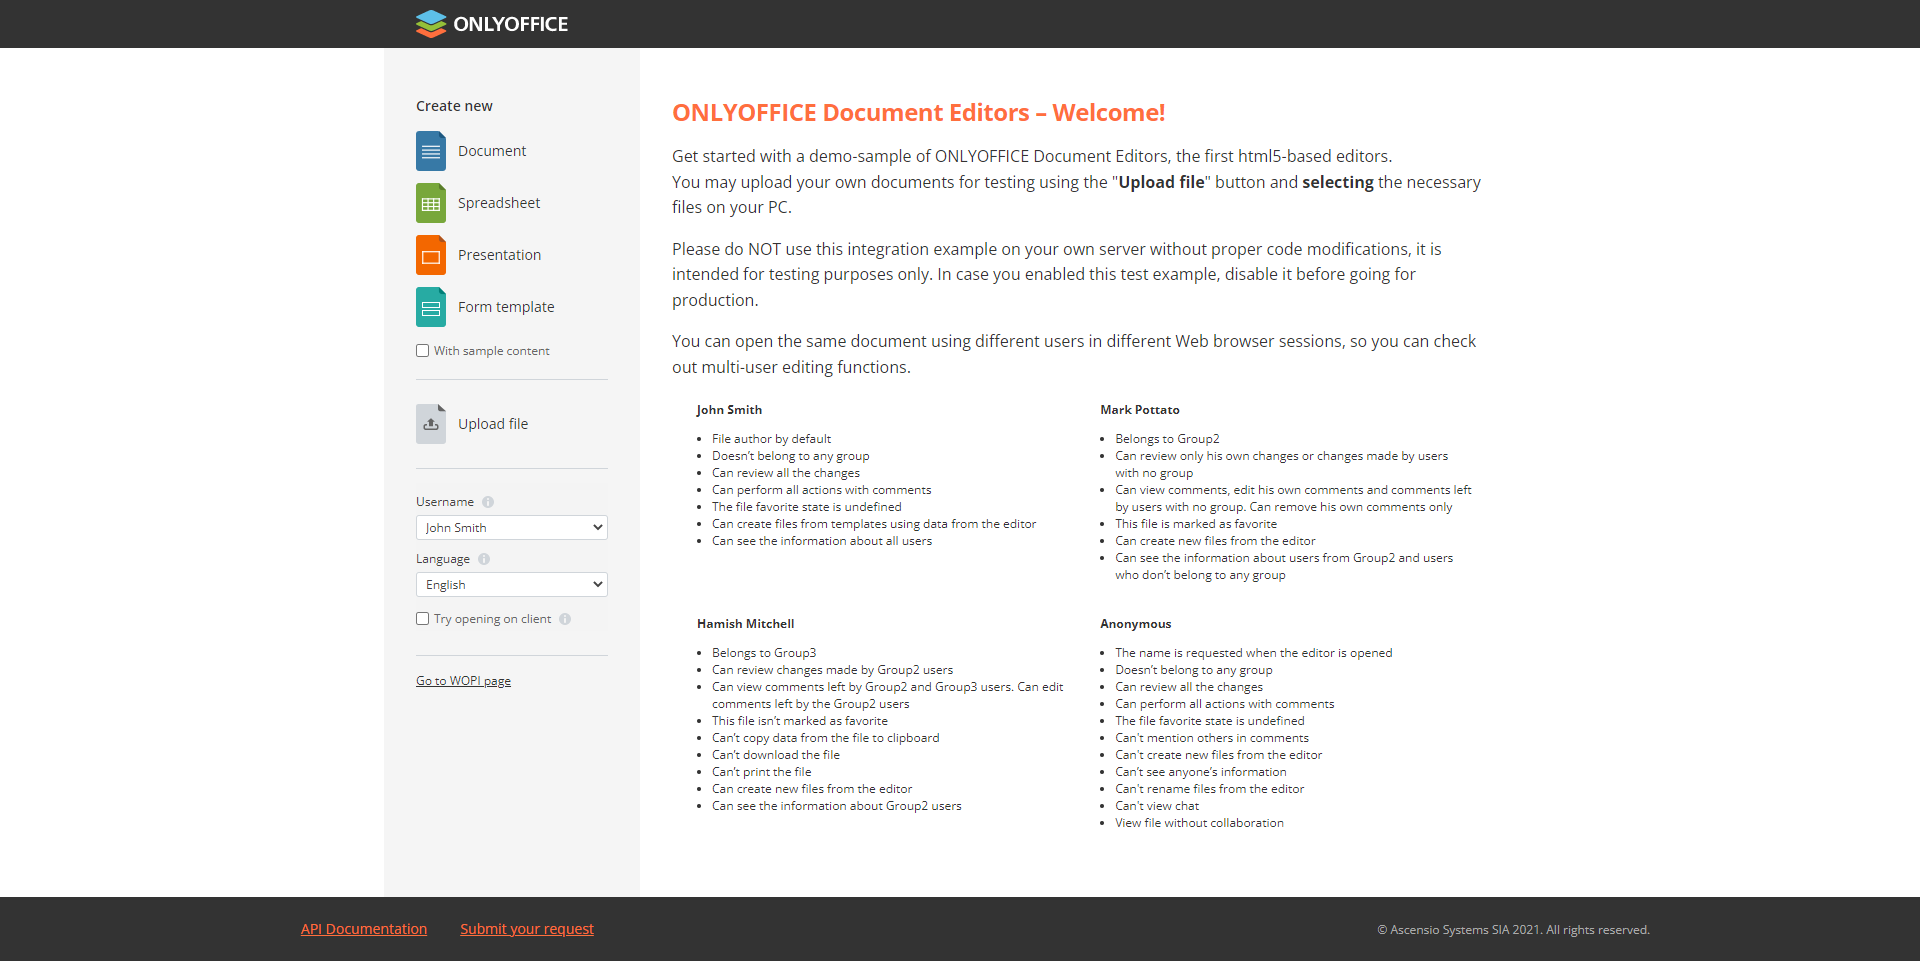 ONLYOFFICE
Create new
Document
Spreadsheet
Presentation
Form template
With sample content
Upload file
Username
John Smith
Language
English
Try opening on client
Go to WOPI page
ONLYOFFICE Document Editors – Welcome!
Get started with a demo-sample of ONLYOFFICE Document Editors, the first html5-based editors.
You may upload your own documents for testing using the "Upload file" button and selecting the necessary
files on your PC.
Please do NOT use this integration example on your own server without proper code modifications, it is
intended for testing purposes only. In case you enabled this test example, disable it before going for
production.
You can open the same document using different users in different Web browser sessions, so you can check
out multi-user editing functions.
John Smith
• File author by default
• Doesn’t belong to any group
• Can review all the changes
• Can perform all actions with comments
• The file favorite state is undefined
• Can create files from templates using data from the editor
• Can see the information about all users
Mark Pottato
• Belongs to Group2
• Can review only his own changes or changes made by users
with no group
• Can view comments, edit his own comments and comments left
by users with no group. Can remove his own comments only
• This file is marked as favorite
• Can create new files from the editor
• Can see the information about users from Group2 and users
who don’t belong to any group
Hamish Mitchell
• Belongs to Group3
• Can review changes made by Group2 users
• Can view comments left by Group2 and Group3 users. Can edit
comments left by the Group2 users
• This file isn’t marked as favorite
• Can’t copy data from the file to clipboard
• Can’t download the file
• Can’t print the file
• Can create new files from the editor
• Can see the information about Group2 users
Anonymous
• The name is requested when the editor is opened
• Doesn’t belong to any group
• Can review all the changes
• Can perform all actions with comments
• The file favorite state is undefined
• Can't mention others in comments
• Can't create new files from the editor
• Can’t see anyone’s information
• Can't rename files from the editor
• Can't view chat
• View file without collaboration
API Documentation
Submit your request
© Ascensio Systems SIA 2021. All rights reserved.